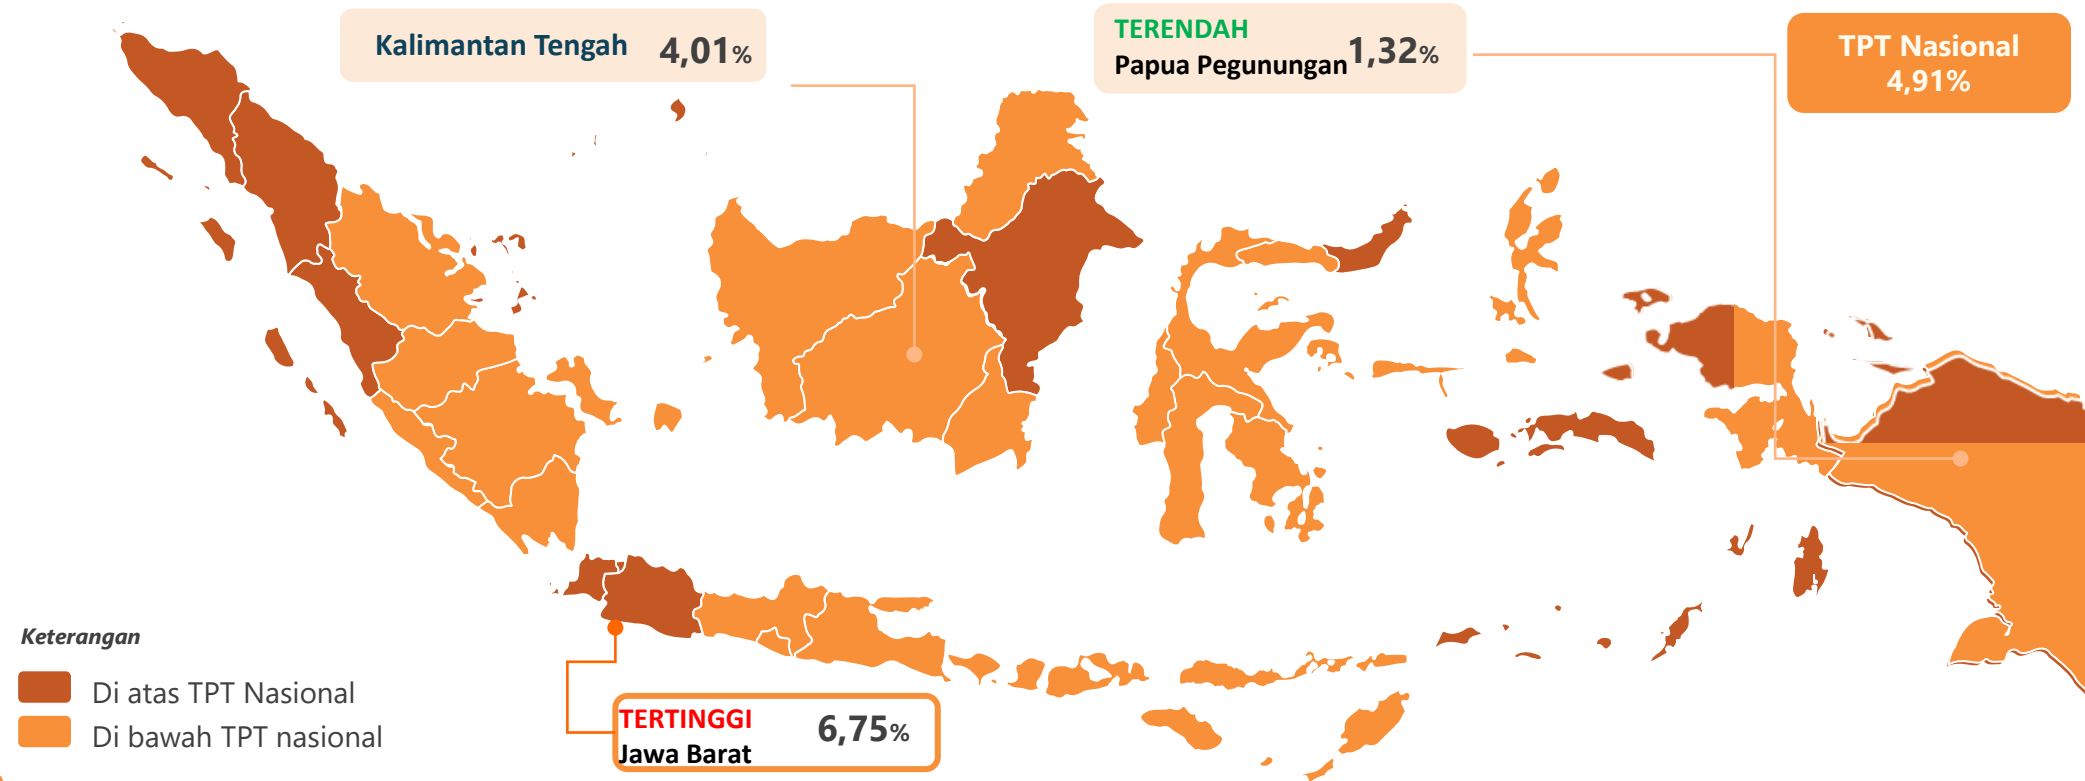 Kalimantan Tengah 4,01%
TERENDAH
Papua Pegunungan 1,32%
TPT Nasional
4,91%
Keterangan
Di atas TPT Nasional
Di bawah TPT nasional
TERTINGGI
Jawa Barat 6,75%